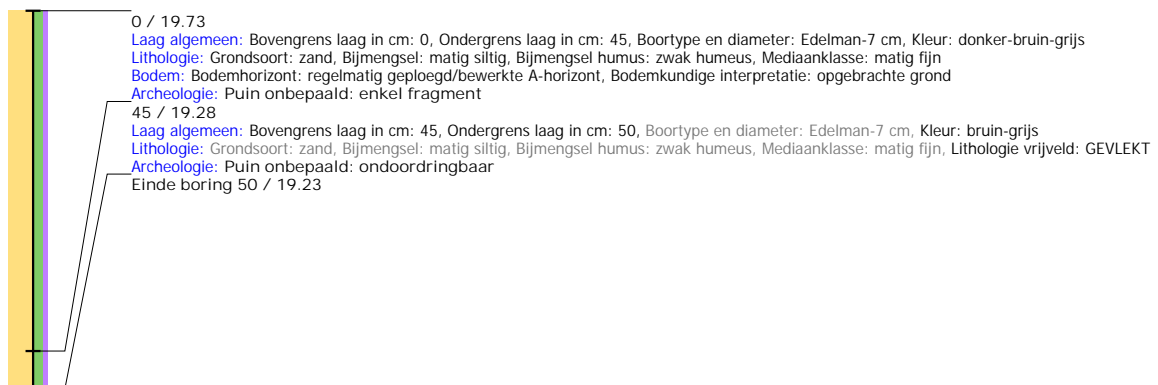 0 / 19.73
Laag algemeen: Bovengrens laag in cm: 0, Ondergrens laag in cm: 45, Boortype en diameter: Edelman-7 cm, Kleur: donker-bruin-grijs
Lithologie: Grondsoort: zand, Bijmengsel: matig siltig, Bijmengsel humus: zwak humeus, Mediaanklasse: matig fijn
Bodem: Bodemhorizont: regelmatig geploegd/bewerkte A-horizont, Bodemkundige interpretatie: opgebrachte grond
Archeologie: Puin onbepaald: enkel fragment
45 / 19.28
Laag algemeen: Bovengrens laag in cm: 45, Ondergrens laag in cm: 50, Boortype en diameter: Edelman-7 cm, Kleur: bruin-grijs
Lithologie: Grondsoort: zand, Bijmengsel: matig siltig, Bijmengsel humus: zwak humeus, Mediaanklasse: matig fijn, Lithologie vrijveld: GEVLEKT
Archeologie: Puin onbepaald: ondoordringbaar
Einde boring 50 / 19.23